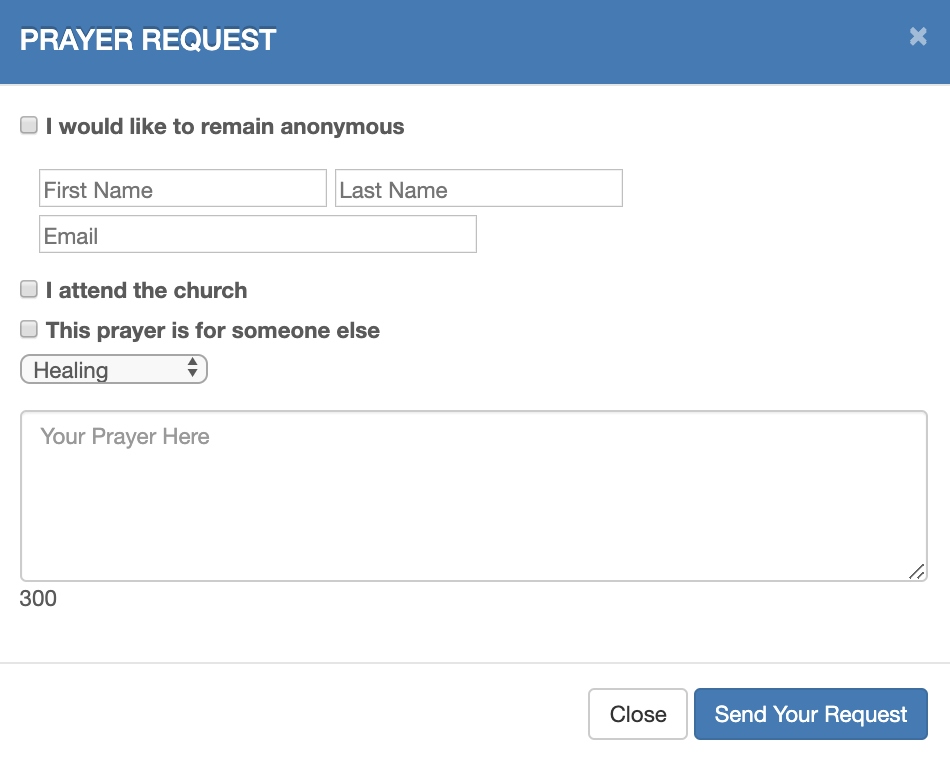 PRAYER REQUEST
I would like to remain anonymous
First Name Last Name
Email
I attend the church
This prayer is for someone else
Healing
Your Prayer Here
300
Close Send Your Request